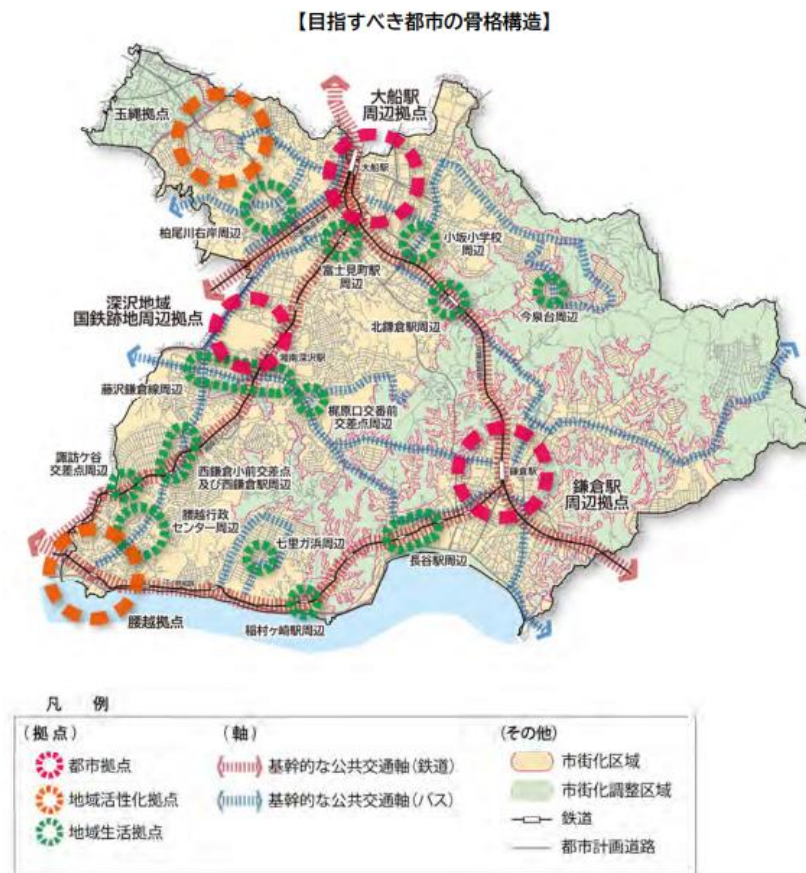 【目指すべき都市の骨格構造】
玉縄拠点
大船駅
周辺拠点
大船駅
柏尾川右岸周辺
小坂小学校
周辺
富士見町駅
周辺
深沢地域
国鉄跡地周辺拠点
北鎌倉駅周辺
今泉台周辺
湘南深沢駅
藤沢鎌倉線周辺
梶原口交番前
交差点周辺
諏訪ケ谷
交差点周辺
西鎌倉小前交差点
及び西鎌倉駅周辺
鎌倉駅
鎌倉駅
周辺拠点
腰越行政
センター周辺
七里ガ浜周辺
長谷駅周辺
腰越拠点
稲村ヶ崎駅周辺
凡 例
(拠点)
都市拠点
地域活性化拠点
地域生活拠点
(軸)
基幹的な公共交通軸(鉄道)
基幹的な公共交通軸(バス)
(その他)
市街化区域
市街化調整区域
鉄道
都市計画道路